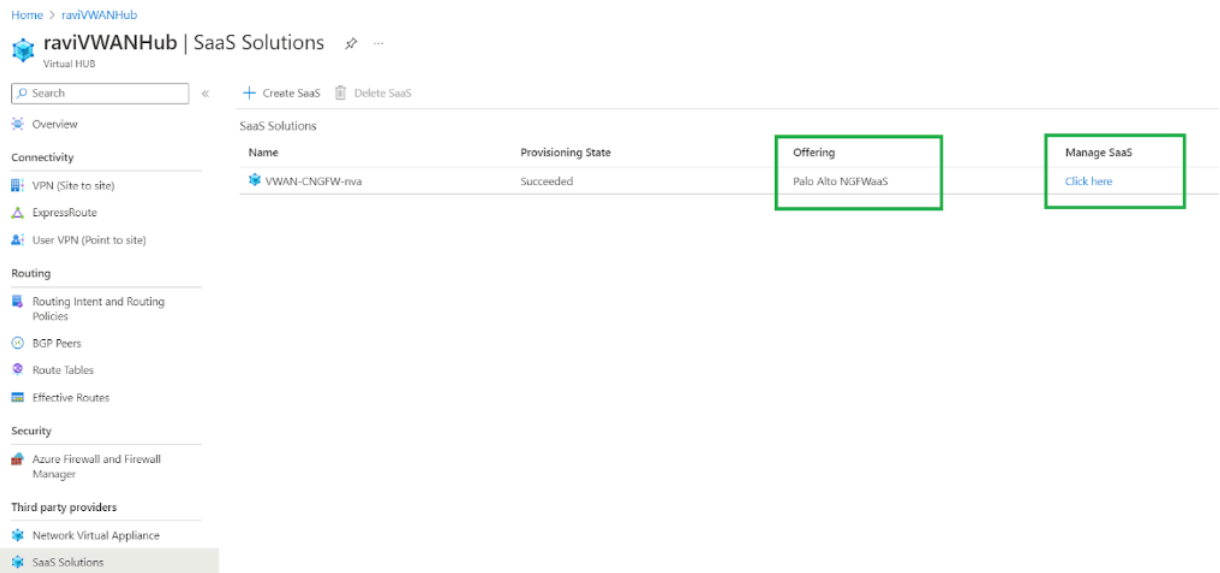 Home > raviVWANHub
raviVWANHub | SaaS Solutions
Virtual HUB
Search
Overview
Connectivity
VPN (Site to site)
ExpressRoute
User VPN (Point to site)
Routing
Routing Intent and Routing
Policies
BGP Peers
Route Tables
Effective Routes
Security
Azure Firewall and Firewall
Manager
Third party providers
Network Virtual Appliance
SaaS Solutions
Create SaaS Delete SaaS
SaaS Solutions
Name Provisioning State Offering Manage SaaS
VWAN-CNGFW-nva Succeeded Palo Alto NGFWaaS Click here